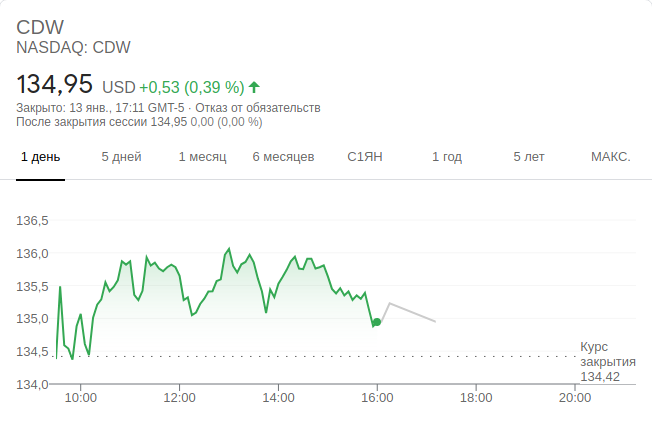 CDW
NASDAQ: CDW
134,95 USD +0,53 (0,39 %)
Закрыто: 13 янв., 17:11 GMT-5 · Отказ от обязательств
После закрытия сессии 134,95 0,00 (0,00 %)
1 день 5 дней 1 месяц 6 месяцев С1ЯН 1 год 5 лет МАКС.
136,5
136,0
135,5
135,0
134,5
134,0
Курс
закрытия
134,42
10:00 12:00 14:00 16:00 18:00 20:00